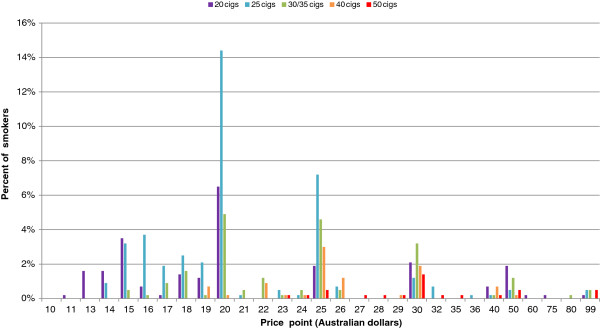 20 cigs 25 cigs 30/35 cigs 40 cigs 50 cigs
16%
14%
12%
10%
8%
6%
4%
2%
0%
Percent of smokers
10 11 13 14 15 16 17 18 19 20 21 22 23 24 25 26 27 28 29 30 32 35 36 40 50 60 75 80 99
Price point (Australian dollars)